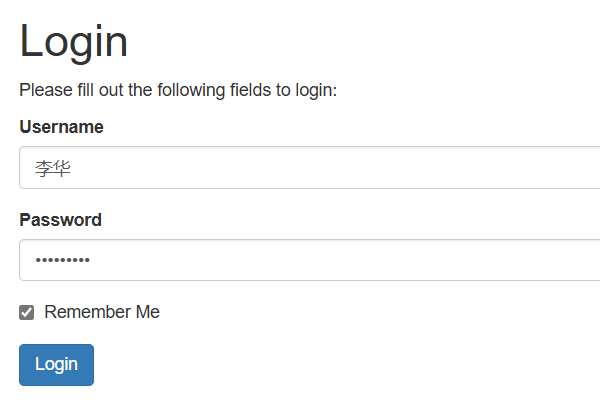 Login
Please fill out the following fields to login:
Username
李华
Password
•••••••••
Remember Me
Login